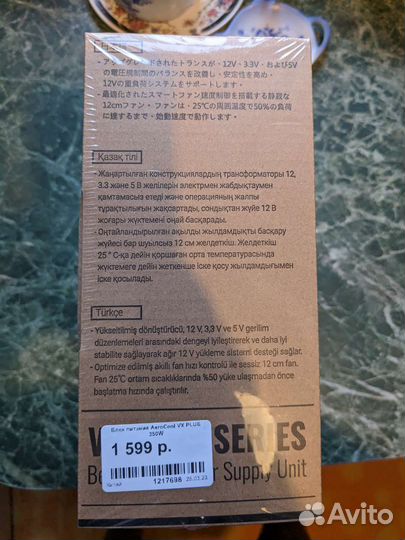 ・アップグレードされたトランスが、12V・3.3V・および5V
の電圧規制間のバランスを改善し、安定性を高め、
12Vの重負荷システムをサポートします。
・最適化されたスマートファン速度制御を搭載する静穏な
12cmファン・ファンは、25℃の周囲温度で50%の負荷
に達するまで、始動速度で動作します。
Қазақ тілі
• Жаңартылған конструкциялардың трансформаторы 12,
3.3 және 5 В желілерін электрмен жабдықтаумен
қамтамасыз етеді және операцияның жалпы
тұрақтылығын жақсартады, сондықтан жүйе 12 В
жоғары жүктемені оңай басқарады.
• Оңтайландырылған ақылды жылдамдықты басқару
жүйесі бар шуылсыз 12 см желдеткіш. Желдеткіш
25 °C-қа дейін қоршаған орта температурасында
жүктемеге дейін жеткенше іске қосу жылдамдығымен
іске қосылады.
Türkçe
• Yükseltilmiş dönüştürücü, 12 V, 3,3 V ve 5 V gerilim
düzenlemeleri arasındaki dengeyi iyileştirerek ve daha iyi
stabilite sağlayarak ağır 12 V yükleme sistemi desteği sağlar.
• Optimize edilmiş akıllı fan hızı kontrolü ile sessiz 12 cm fan.
Fan 25°C ortam sıcaklıklarında %50 yüke ulaşmadan önce
başlatma hızında çalıştırılır.
Блок питания AeroCool VX PLUS
350W
1 599 р.
Китай 1217698 26.03.22
SERIES
Supply Unit
Avito